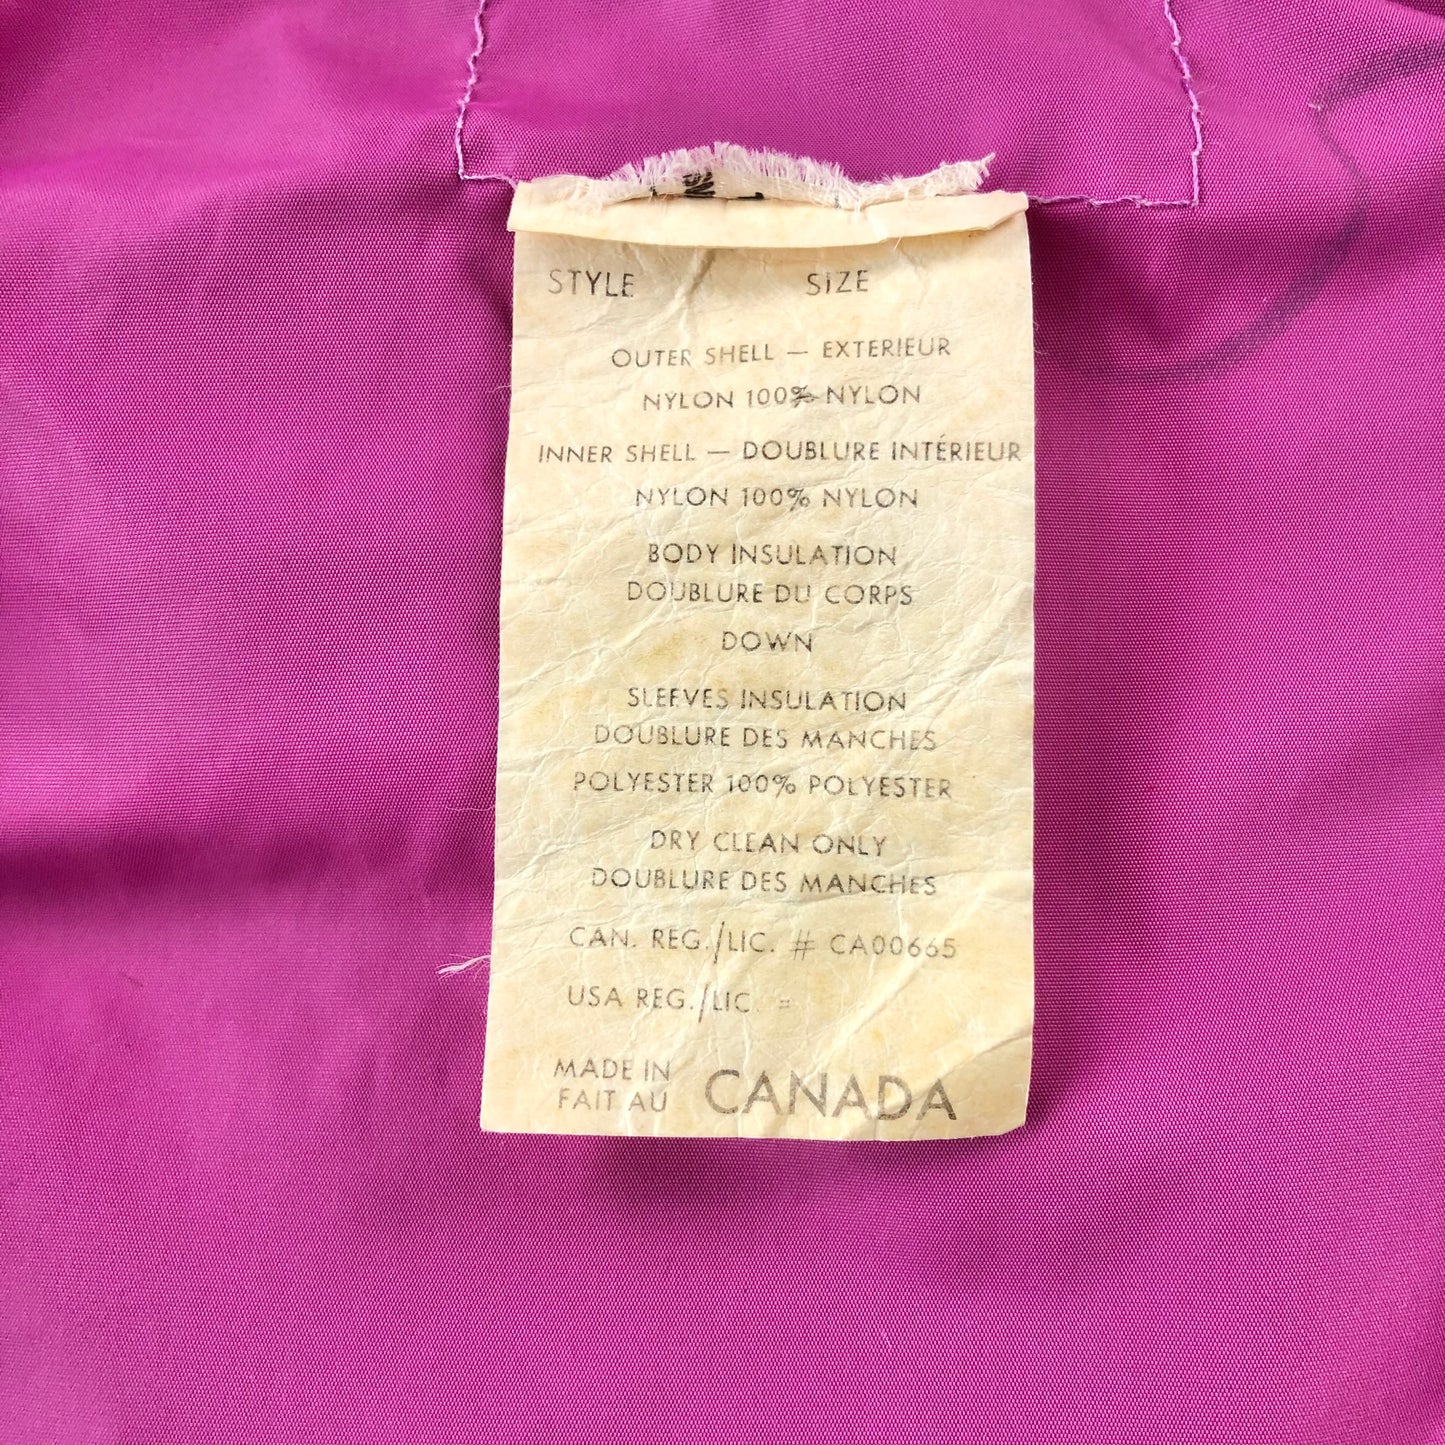 STYLE SIZE
OUTER SHELL — EXTERIEUR
NYLON 100% NYLON
INNER SHELL — DOUBLURE INTÉRIEUR
NYLON 100% NYLON
BODY INSULATION
DOUBLURE DU CORPS
DOWN
SLEEVES INSULATION
DOUBLURE DES MANCHES
POLYESTER 100% POLYESTER
DRY CLEAN ONLY
DOUBLURE DES MANCHES
CAN. REG./LIC. # CA00665
USA REG./LIC. =
MADE IN
FAIT AU CANADA